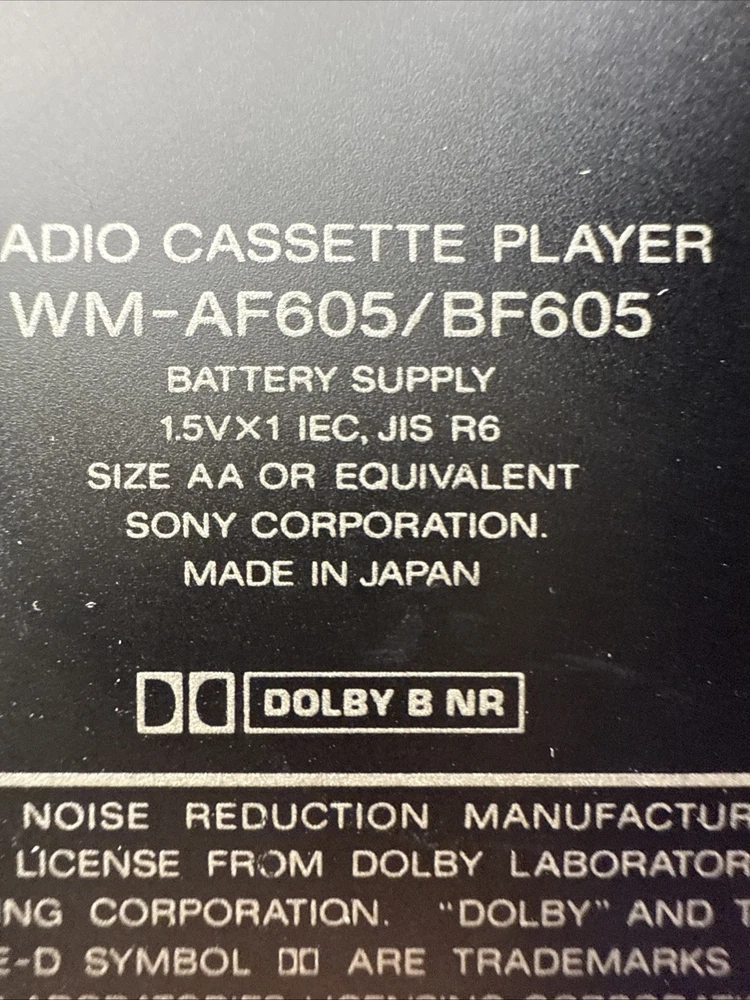 ADIO CASSETTE PLAYER
WM-AF605/BF605
BATTERY SUPPLY
1.5V×1 IEC, JIS R6
SIZE AA OR EQUIVALENT
SONY CORPORATION.
MADE IN JAPAN
DOLBY B NR
NOISE REDUCTION MANUFACTUR
LICENSE FROM DOLBY LABORATOR
NG CORPORATION. "DOLBY" AND T
E-D SYMBOL ARE TRADEMARKS